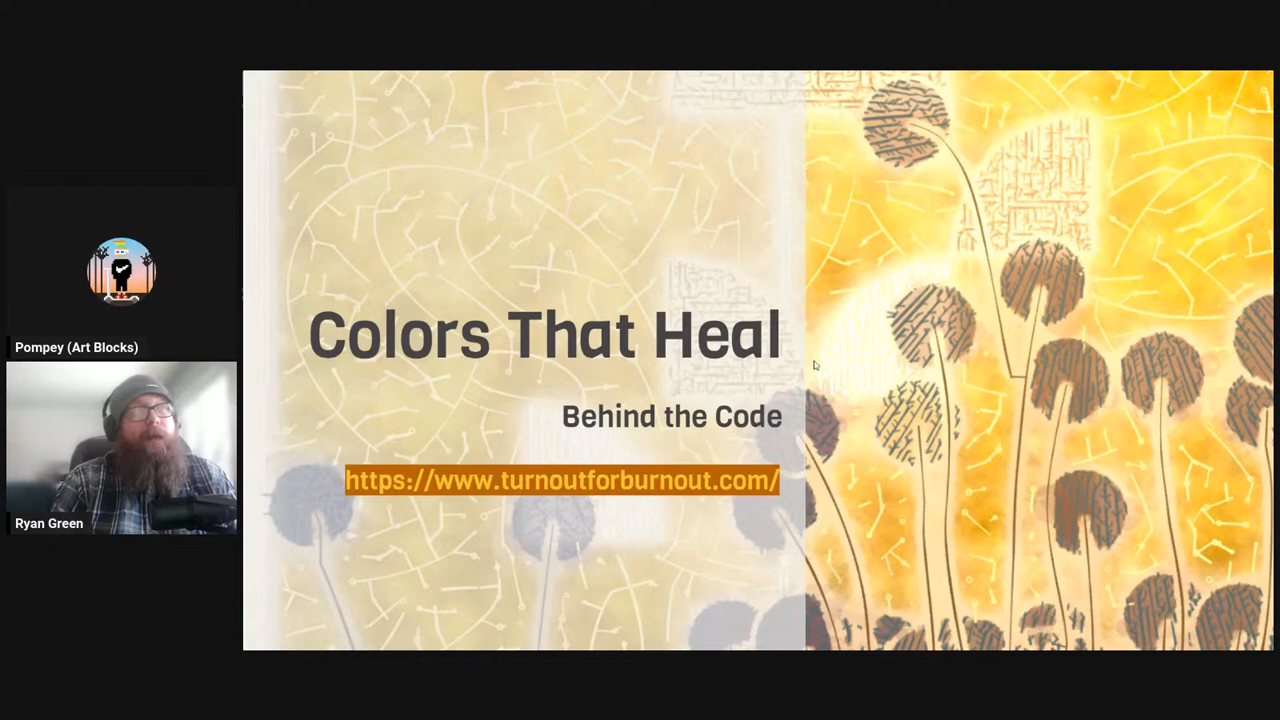 Pompey (Art Blocks)
Ryan Green
Colors That Heal
Behind the Code
https://www.turnoutforburnout.com/